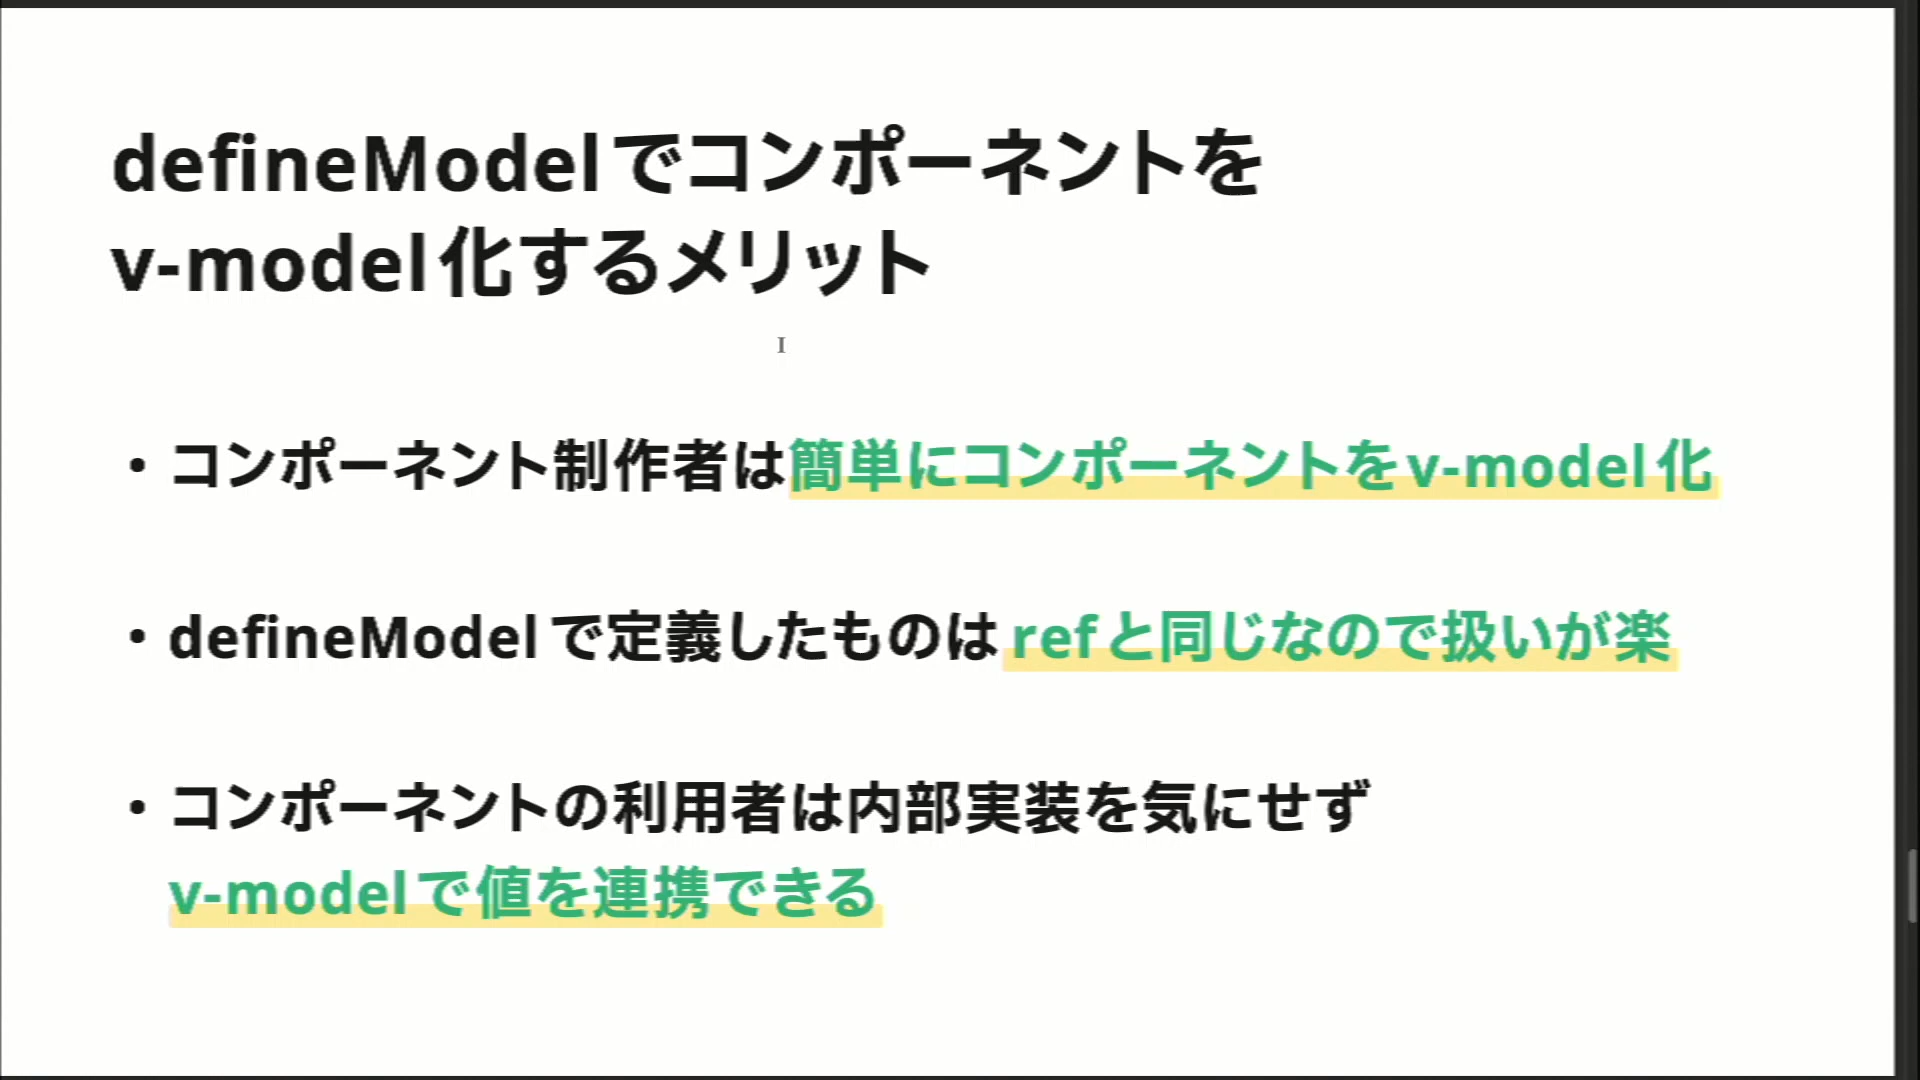 defineModelでコンポーネントを
v-model化するメリット
・コンポーネント制作者は簡単にコンポーネントをv-model化
・defineModelで定義したものはrefと同じなので扱いが楽
・コンポーネントの利用者は内部実装を気にせず
v-modelで値を連携できる